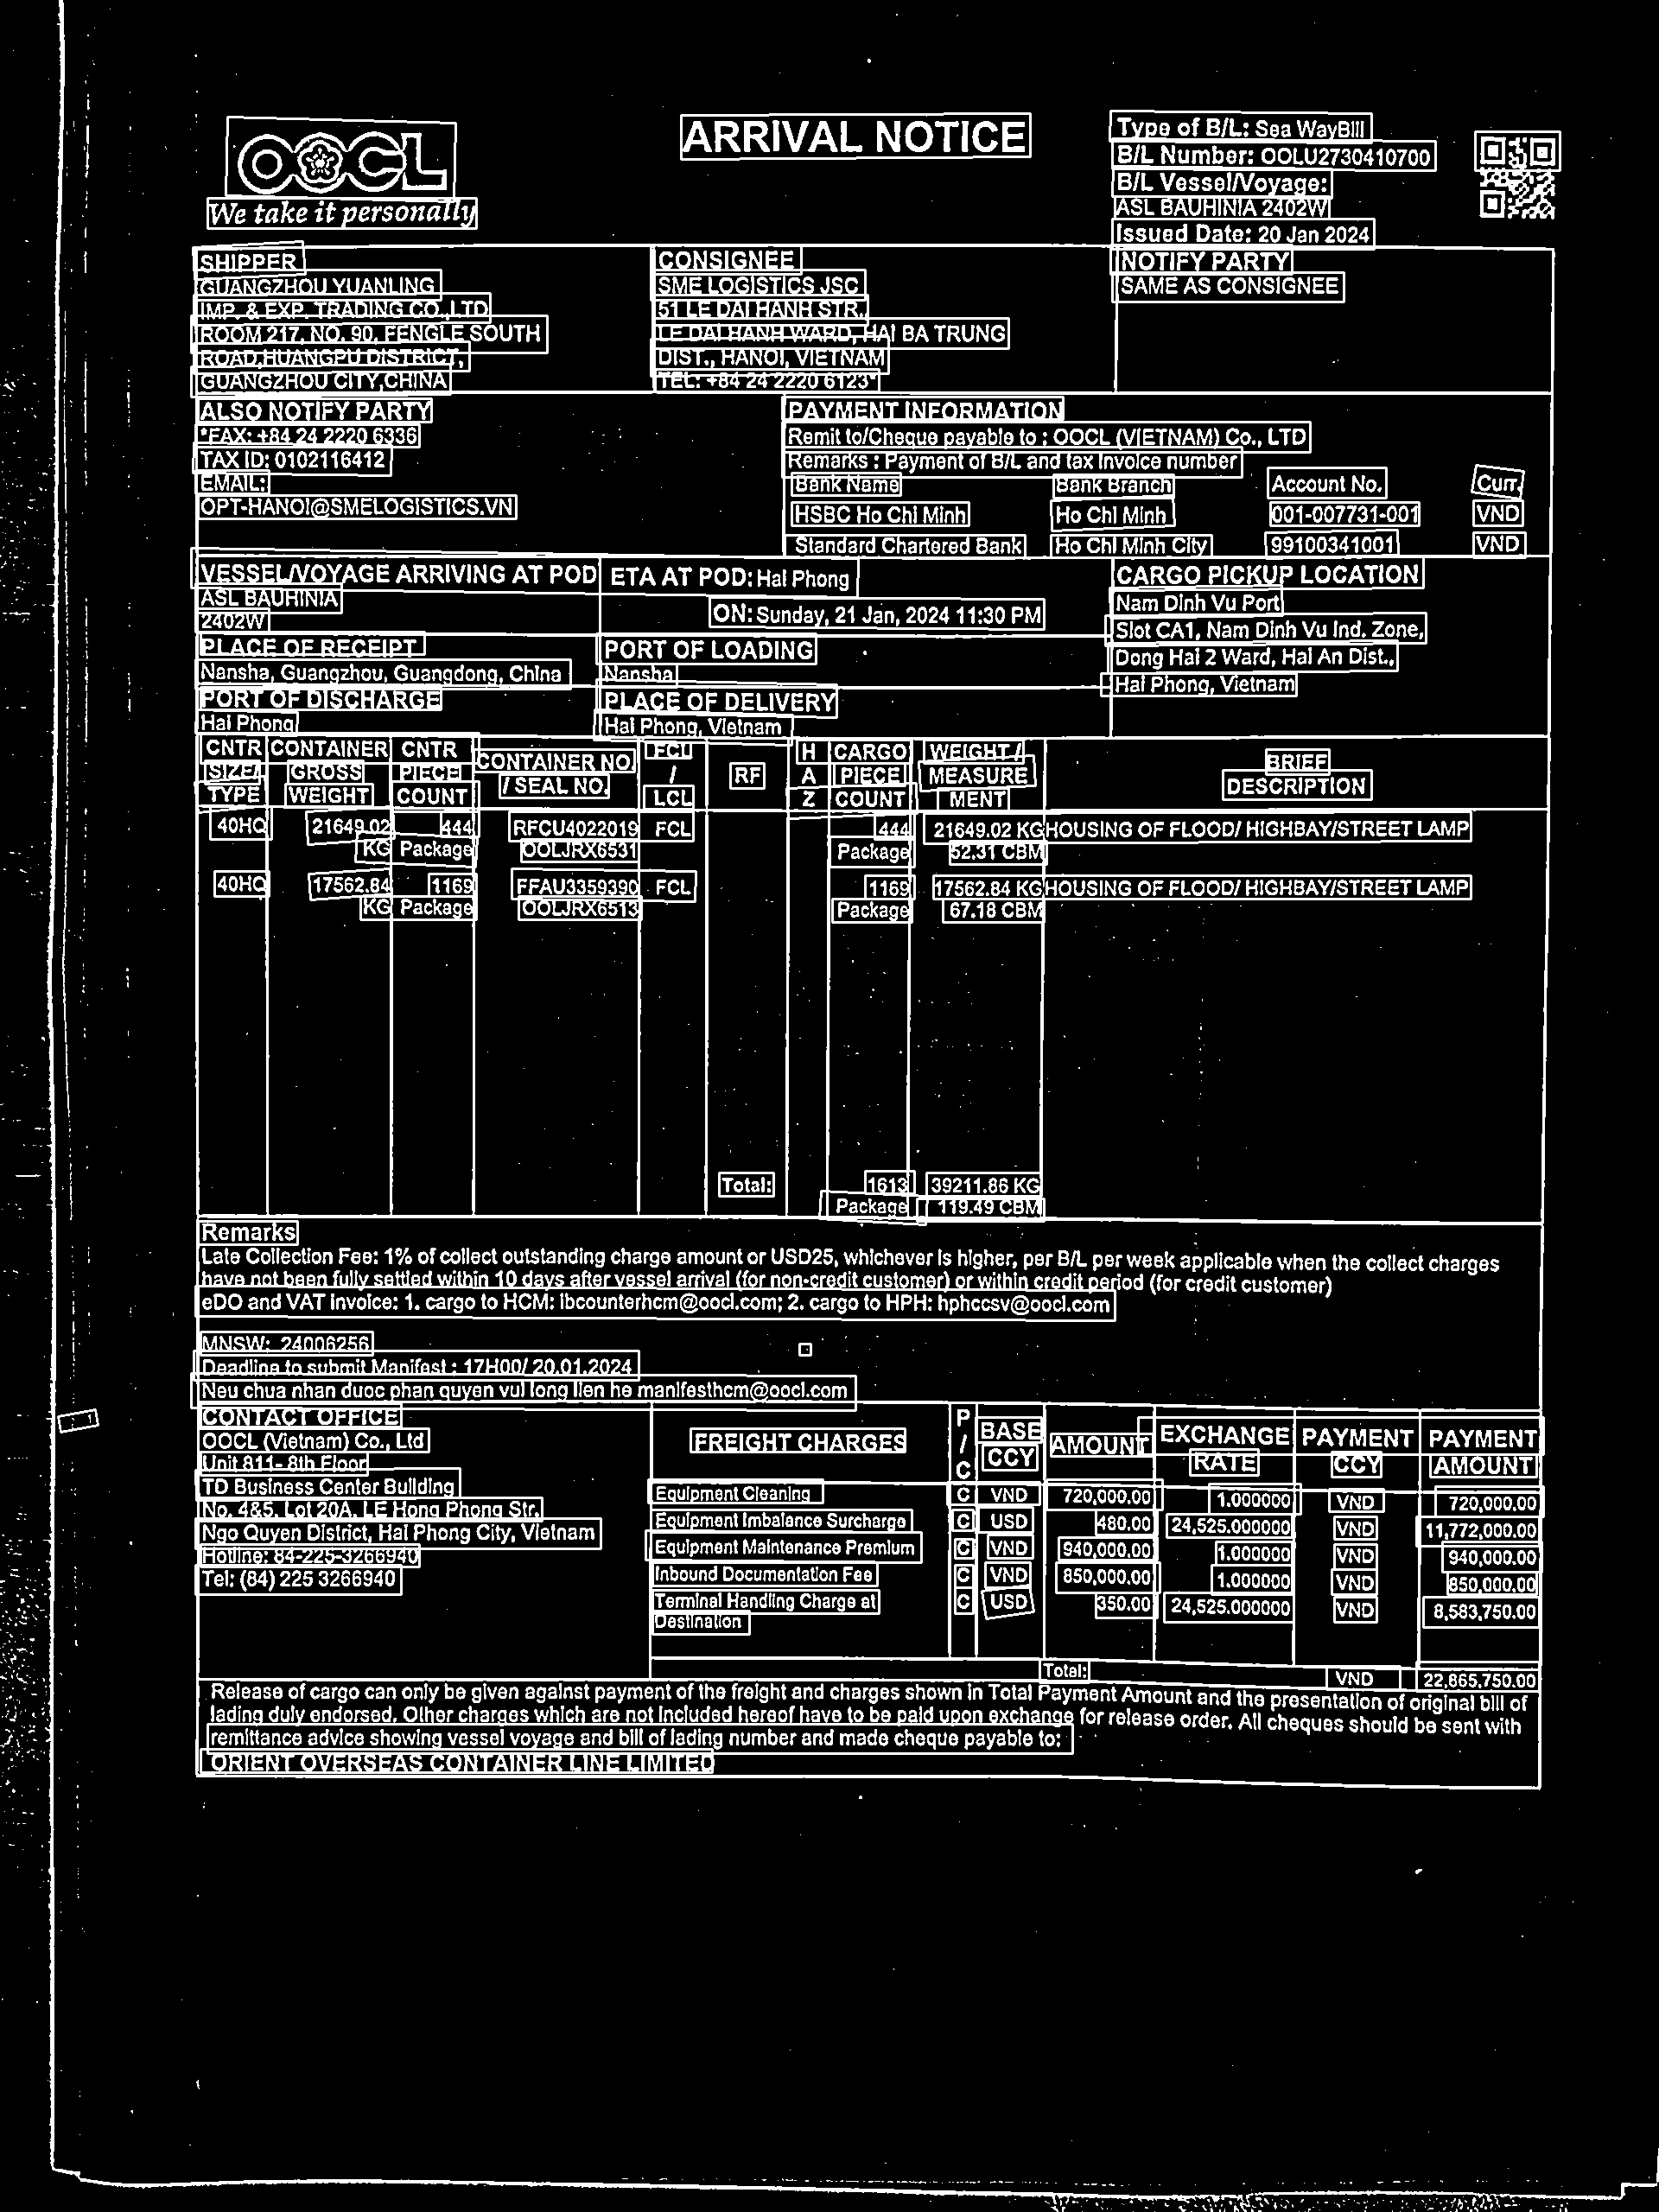 OOCL
We take it personally
ARRIVAL NOTICE
Type of B/L: Sea WayBill
B/L Number: OOLU2730410700
B/L Vessel/Voyage:
ASL BAUHINIA 2402W
Issued Date: 20 Jan 2024
SHIPPER
GUANGZHOU YUANLING
IMP. & EXP. TRADING CO.,LTD
ROOM 217, NO. 90, FENGLE SOUTH
ROAD,HUANGPU DISTRICT,
GUANGZHOU CITY,CHINA
CONSIGNEE
SME LOGISTICS JSC
51 LE DAI HANH STR.,
LE DAI HANH WARD, HAI BA TRUNG
DIST., HANOI, VIETNAM
TEL: +84 24 2220 6123*
NOTIFY PARTY
SAME AS CONSIGNEE
ALSO NOTIFY PARTY
*FAX: +84 24 2220 6336
TAX ID: 0102116412
EMAIL:
OPT-HANOI@SMELOGISTICS.VN
PAYMENT INFORMATION
Remit to/Cheque payable to : OOCL (VIETNAM) Co., LTD
Remarks : Payment of B/L and tax invoice number
Bank Name Bank Branch Account No. Curr.
HSBC Ho Chi Minh Ho Chi Minh 001-007731-001 VND
Standard Chartered Bank Ho Chi Minh City 99100341001 VND
VESSEL/VOYAGE ARRIVING AT POD
ASL BAUHINIA
2402W
ETA AT POD: Hai Phong
ON: Sunday, 21 Jan, 2024 11:30 PM
CARGO PICKUP LOCATION
Nam Dinh Vu Port
Slot CA1, Nam Dinh Vu Ind. Zone,
Dong Hai 2 Ward, Hai An Dist.,
Hai Phong, Vietnam
PLACE OF RECEIPT
Nansha, Guangzhou, Guangdong, China
PORT OF LOADING
Nansha
PORT OF DISCHARGE
Hai Phong
PLACE OF DELIVERY
Hai Phong, Vietnam
CNTR CONTAINER CNTR CONTAINER NO. FCL RF H CARGO WEIGHT / BRIEF
SIZE/ GROSS PIECE / SEAL NO. / A PIECE MEASURE DESCRIPTION
TYPE WEIGHT COUNT LCL Z COUNT MENT
40HQ 21649.02 444 RFCU4022019 FCL 444 21649.02 KG HOUSING OF FLOOD/ HIGHBAY/STREET LAMP
KG Package OOLJRX6531 Package 52.31 CBM
40HQ 17562.84 1169 FFAU3359390 FCL 1169 17562.84 KG HOUSING OF FLOOD/ HIGHBAY/STREET LAMP
KG Package OOLJRX6513 Package 67.18 CBM
Total: 1613 39211.86 KG
Package 119.49 CBM
Remarks
Late Collection Fee: 1% of collect outstanding charge amount or USD25, whichever is higher, per B/L per week applicable when the collect charges
have not been fully settled within 10 days after vessel arrival (for non-credit customer) or within credit period (for credit customer)
eDO and VAT invoice: 1. cargo to HCM: ibcounterhcm@oocl.com; 2. cargo to HPH: hphccsv@oocl.com
MNSW: 24006256
Deadline to submit Manifest : 17H00/ 20.01.2024
Neu chua nhan duoc phan quyen vui long lien he manifesthcm@oocl.com
CONTACT OFFICE
OOCL (Vietnam) Co., Ltd
Unit 811- 8th Floor
TD Business Center Building
No. 4&5, Lot 20A, LE Hong Phong Str.
Ngo Quyen District, Hai Phong City, Vietnam
Hotline: 84-225-3266940
Tel: (84) 225 3266940
FREIGHT CHARGES P/C BASE CCY AMOUNT EXCHANGE RATE PAYMENT CCY PAYMENT AMOUNT
Equipment Cleaning C VND 720,000.00 1.000000 VND 720,000.00
Equipment Imbalance Surcharge C USD 480.00 24,525.000000 VND 11,772,000.00
Equipment Maintenance Premium C VND 940,000.00 1.000000 VND 940,000.00
Inbound Documentation Fee C VND 850,000.00 1.000000 VND 850,000.00
Terminal Handling Charge at C USD 350.00 24,525.000000 VND 8,583,750.00
Destination
Total: VND 22,865,750.00
Release of cargo can only be given against payment of the freight and charges shown in Total Payment Amount and the presentation of original bill of
lading duly endorsed. Other charges which are not included hereof have to be paid upon exchange for release order. All cheques should be sent with
remittance advice showing vessel voyage and bill of lading number and made cheque payable to:
ORIENT OVERSEAS CONTAINER LINE LIMITED